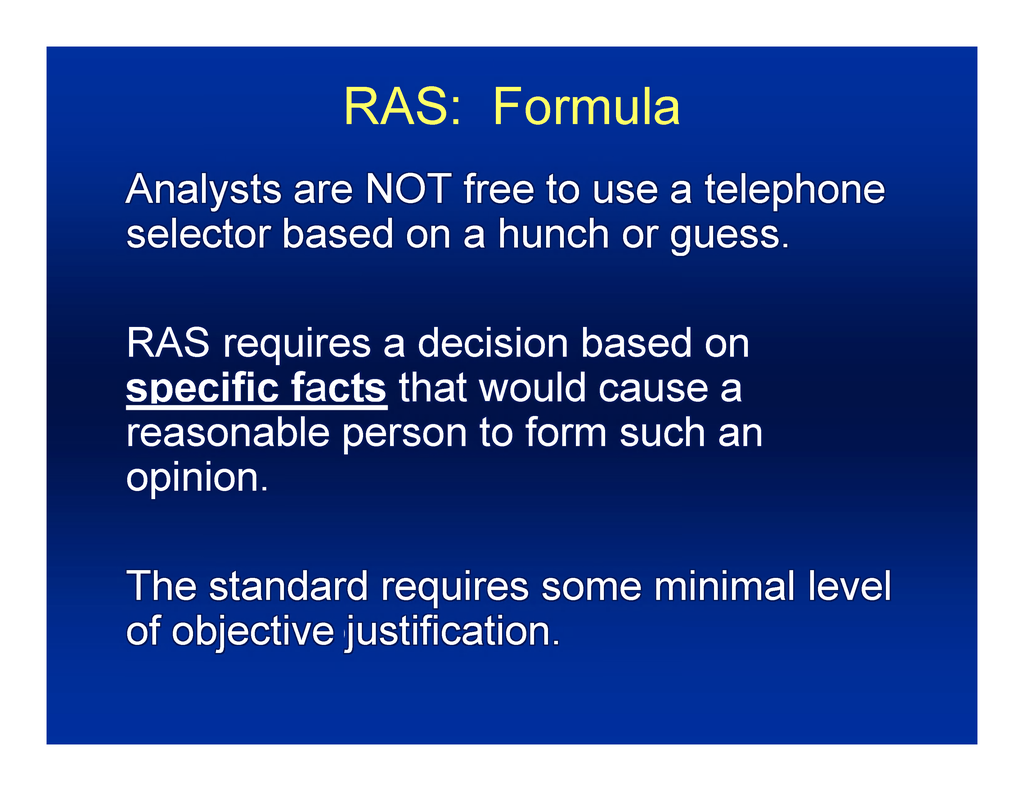 RAS: Formula
Analysts are NOT free to use a telephone
selector based on a hunch or guess.
RAS requires a decision based on
specific facts that would cause a
reasonable person to form such an
opinion.
The standard requires some minimal level
of objective justification.